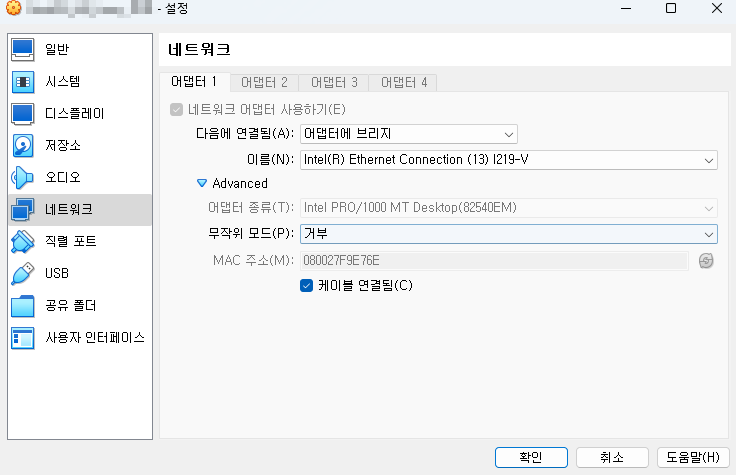 - 설정
일반
시스템
디스플레이
저장소
오디오
네트워크
직렬 포트
USB
공유 폴더
사용자 인터페이스
네트워크
어댑터 1 어댑터 2 어댑터 3 어댑터 4
네트워크 어댑터 사용하기(E)
다음에 연결됨(A): 어댑터에 브리지
이름(N): Intel(R) Ethernet Connection (13) I219-V
Advanced
어댑터 종류(T): Intel PRO/1000 MT Desktop(82540EM)
무작위 모드(P): 거부
MAC 주소(M): 080027F9E76E
케이블 연결됨(C)
확인 취소 도움말(H)